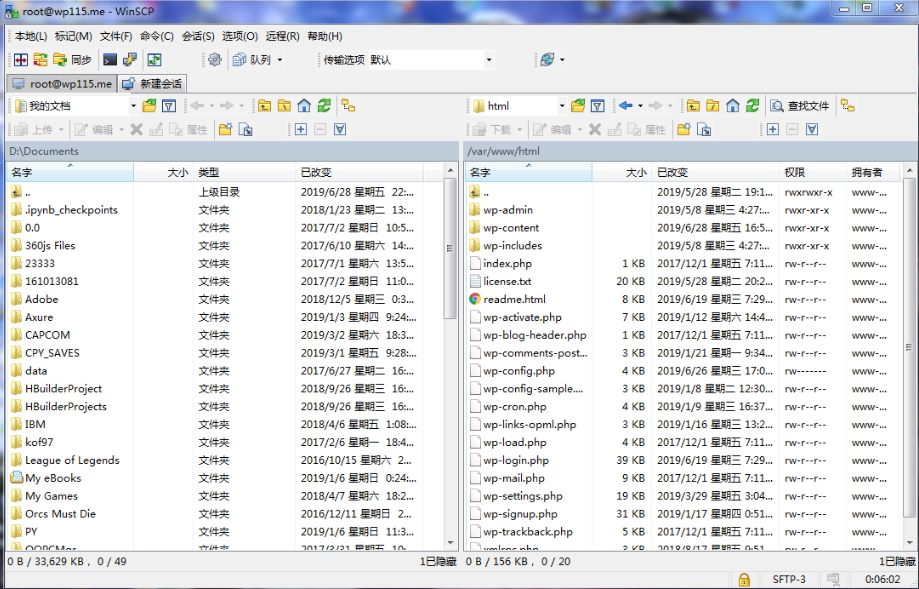 root@wp115.me - WinSCP
本地(L) 标记(M) 文件(F) 命令(C) 会话(S) 选项(O) 远程(R) 帮助(H)
同步 队列 传输选项 默认
root@wp115.me 新建会话
我的文档 html 查找文件
上传 编辑 属性 下载 编辑 属性
D:\Documents /var/www/html
名字 大小 类型 已改变 名字 大小 已改变 权限 拥有者
.. 上级目录 2019/6/28 星期五 22:... .. 2019/5/28 星期二 19:1... rwxrwxr-x www-...
.ipynb_checkpoints 文件夹 2018/1/23 星期二 13:... wp-admin 2019/5/8 星期三 4:27:... rwxr-xr-x www-...
0.0 文件夹 2017/7/2 星期日 10:5... wp-content 2019/6/28 星期五 16:5... rwxr-xr-x www-...
360js Files 文件夹 2017/6/10 星期六 14:... wp-includes 2019/5/8 星期三 4:27:... rwxr-xr-x www-...
23333 文件夹 2017/7/1 星期六 13:5... index.php 1 KB 2017/12/1 星期五 7:11... rw-r--r-- www-...
161013081 文件夹 2017/7/2 星期日 11:0... license.txt 20 KB 2019/5/28 星期二 20:2... rw-r--r-- www-...
Adobe 文件夹 2018/12/5 星期三 0:3... readme.html 8 KB 2019/6/19 星期三 7:29... rw-r--r-- www-...
Axure 文件夹 2019/1/3 星期四 9:24:... wp-activate.php 7 KB 2019/1/12 星期六 14:4... rw-r--r-- www-...
CAPCOM 文件夹 2019/3/2 星期六 18:3... wp-blog-header.php 1 KB 2017/12/1 星期五 7:11... rw-r--r-- www-...
CPY_SAVES 文件夹 2019/3/1 星期五 9:28:... wp-comments-post... 3 KB 2019/1/21 星期一 9:34... rw-r--r-- www-...
data 文件夹 2017/6/27 星期二 16:... wp-config.php 4 KB 2019/6/26 星期三 17:0... rw------- www-...
HBuilderProject 文件夹 2018/9/26 星期三 16:... wp-config-sample.... 3 KB 2019/1/8 星期二 12:30... rw-r--r-- www-...
HBuilderProjects 文件夹 2018/9/26 星期三 16:... wp-cron.php 4 KB 2019/1/9 星期三 16:37... rw-r--r-- www-...
IBM 文件夹 2018/4/6 星期五 1:08:... wp-links-opml.php 3 KB 2019/1/16 星期三 13:2... rw-r--r-- www-...
kof97 文件夹 2017/2/6 星期一 18:4... wp-load.php 4 KB 2017/12/1 星期五 7:11... rw-r--r-- www-...
League of Legends 文件夹 2016/10/15 星期六 2... wp-login.php 39 KB 2019/6/19 星期三 7:29... rw-r--r-- www-...
My eBooks 文件夹 2019/1/6 星期日 0:24:... wp-mail.php 9 KB 2017/12/1 星期五 7:11... rw-r--r-- www-...
My Games 文件夹 2018/4/7 星期六 18:2... wp-settings.php 19 KB 2019/3/29 星期五 3:04... rw-r--r-- www-...
Orcs Must Die 文件夹 2016/12/11 星期日 2... wp-signup.php 31 KB 2019/1/17 星期四 0:51... rw-r--r-- www-...
PY 文件夹 2019/1/6 星期日 11:3... wp-trackback.php 5 KB 2017/12/1 星期五 7:11... rw-r--r-- www-...
文件夹 2017/3/31 星期五 10:... xmlrpc.php 3 KB 2018/8/17 星期五 9:51... rw-r--r-- www-...
0 B / 33,629 KB， 0 / 49 1已隐藏 0 B / 156 KB， 0 / 20 1已隐藏
SFTP-3 0:06:02